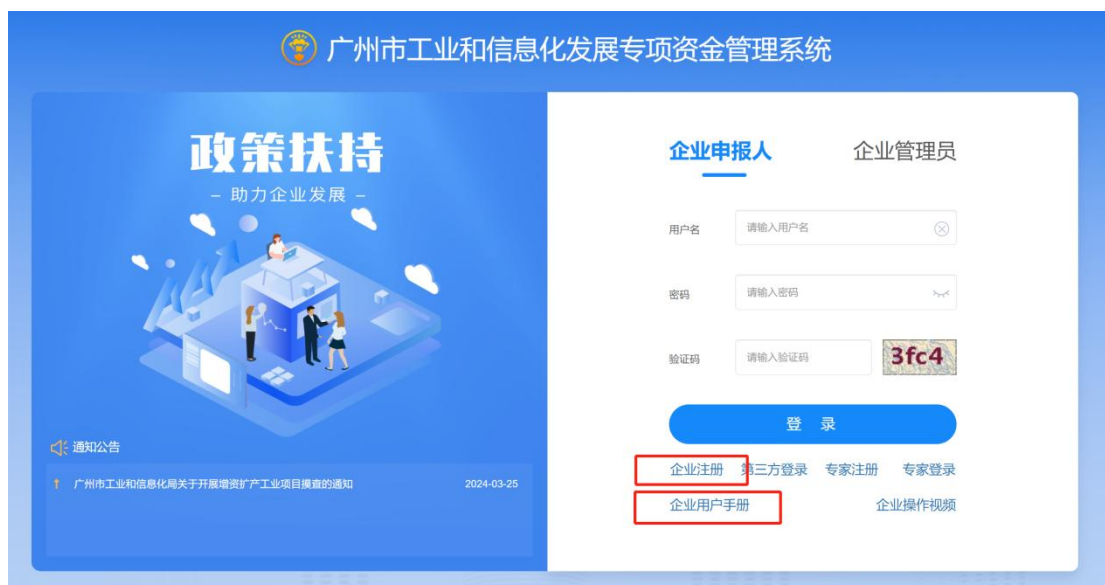 广州市工业和信息化发展专项资金管理系统
政策扶持
– 助力企业发展 –
通知公告
广州工业和信息化局关于开展增资扩产工业项目摸查的通知 2024-03-25
企业申报人 企业管理员
用户名 请输入用户名
密码 请输入密码
验证码 请输入验证码 3fc4
登 录
企业注册 第三方登录 专家注册 专家登录
企业用户手册 企业操作视频